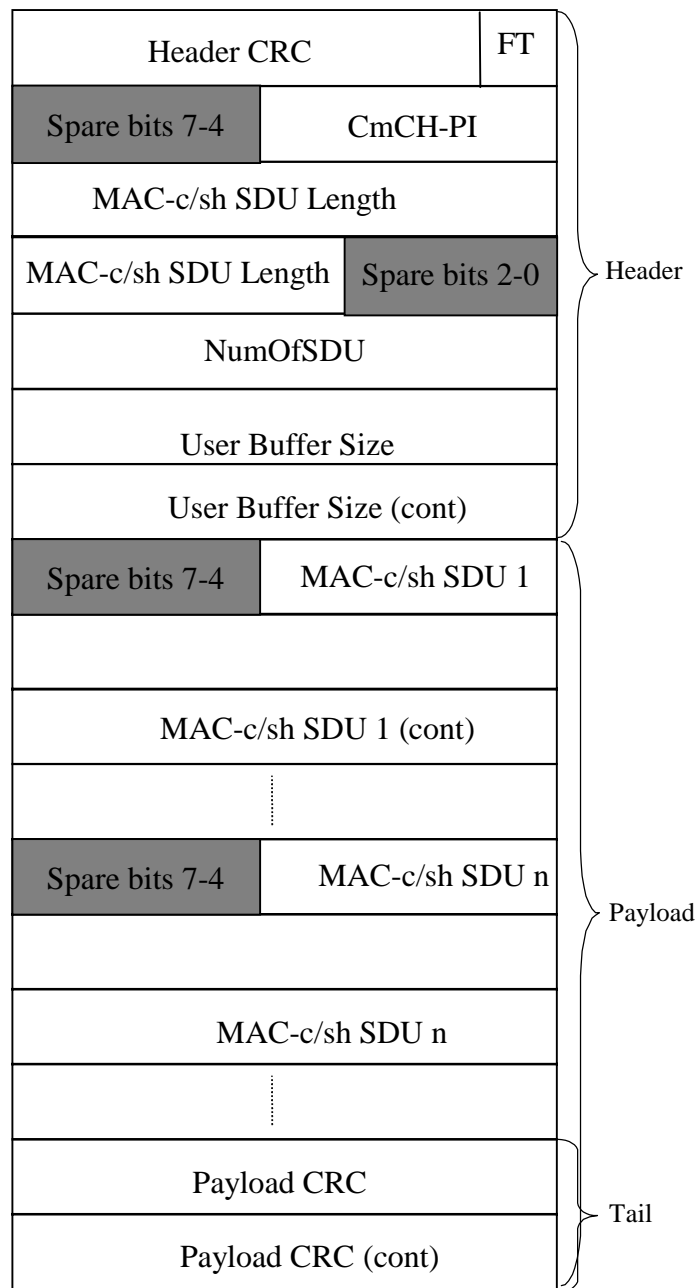 Header CRC FT
Spare bits 7-4 CmCH-PI
MAC-c/sh SDU Length
MAC-c/sh SDU Length Spare bits 2-0
Header
NumOfSDU
User Buffer Size
User Buffer Size (cont)
Spare bits 7-4 MAC-c/sh SDU 1
MAC-c/sh SDU 1 (cont)
Spare bits 7-4 MAC-c/sh SDU n
Payload
MAC-c/sh SDU n
Payload CRC
Tail
Payload CRC (cont)